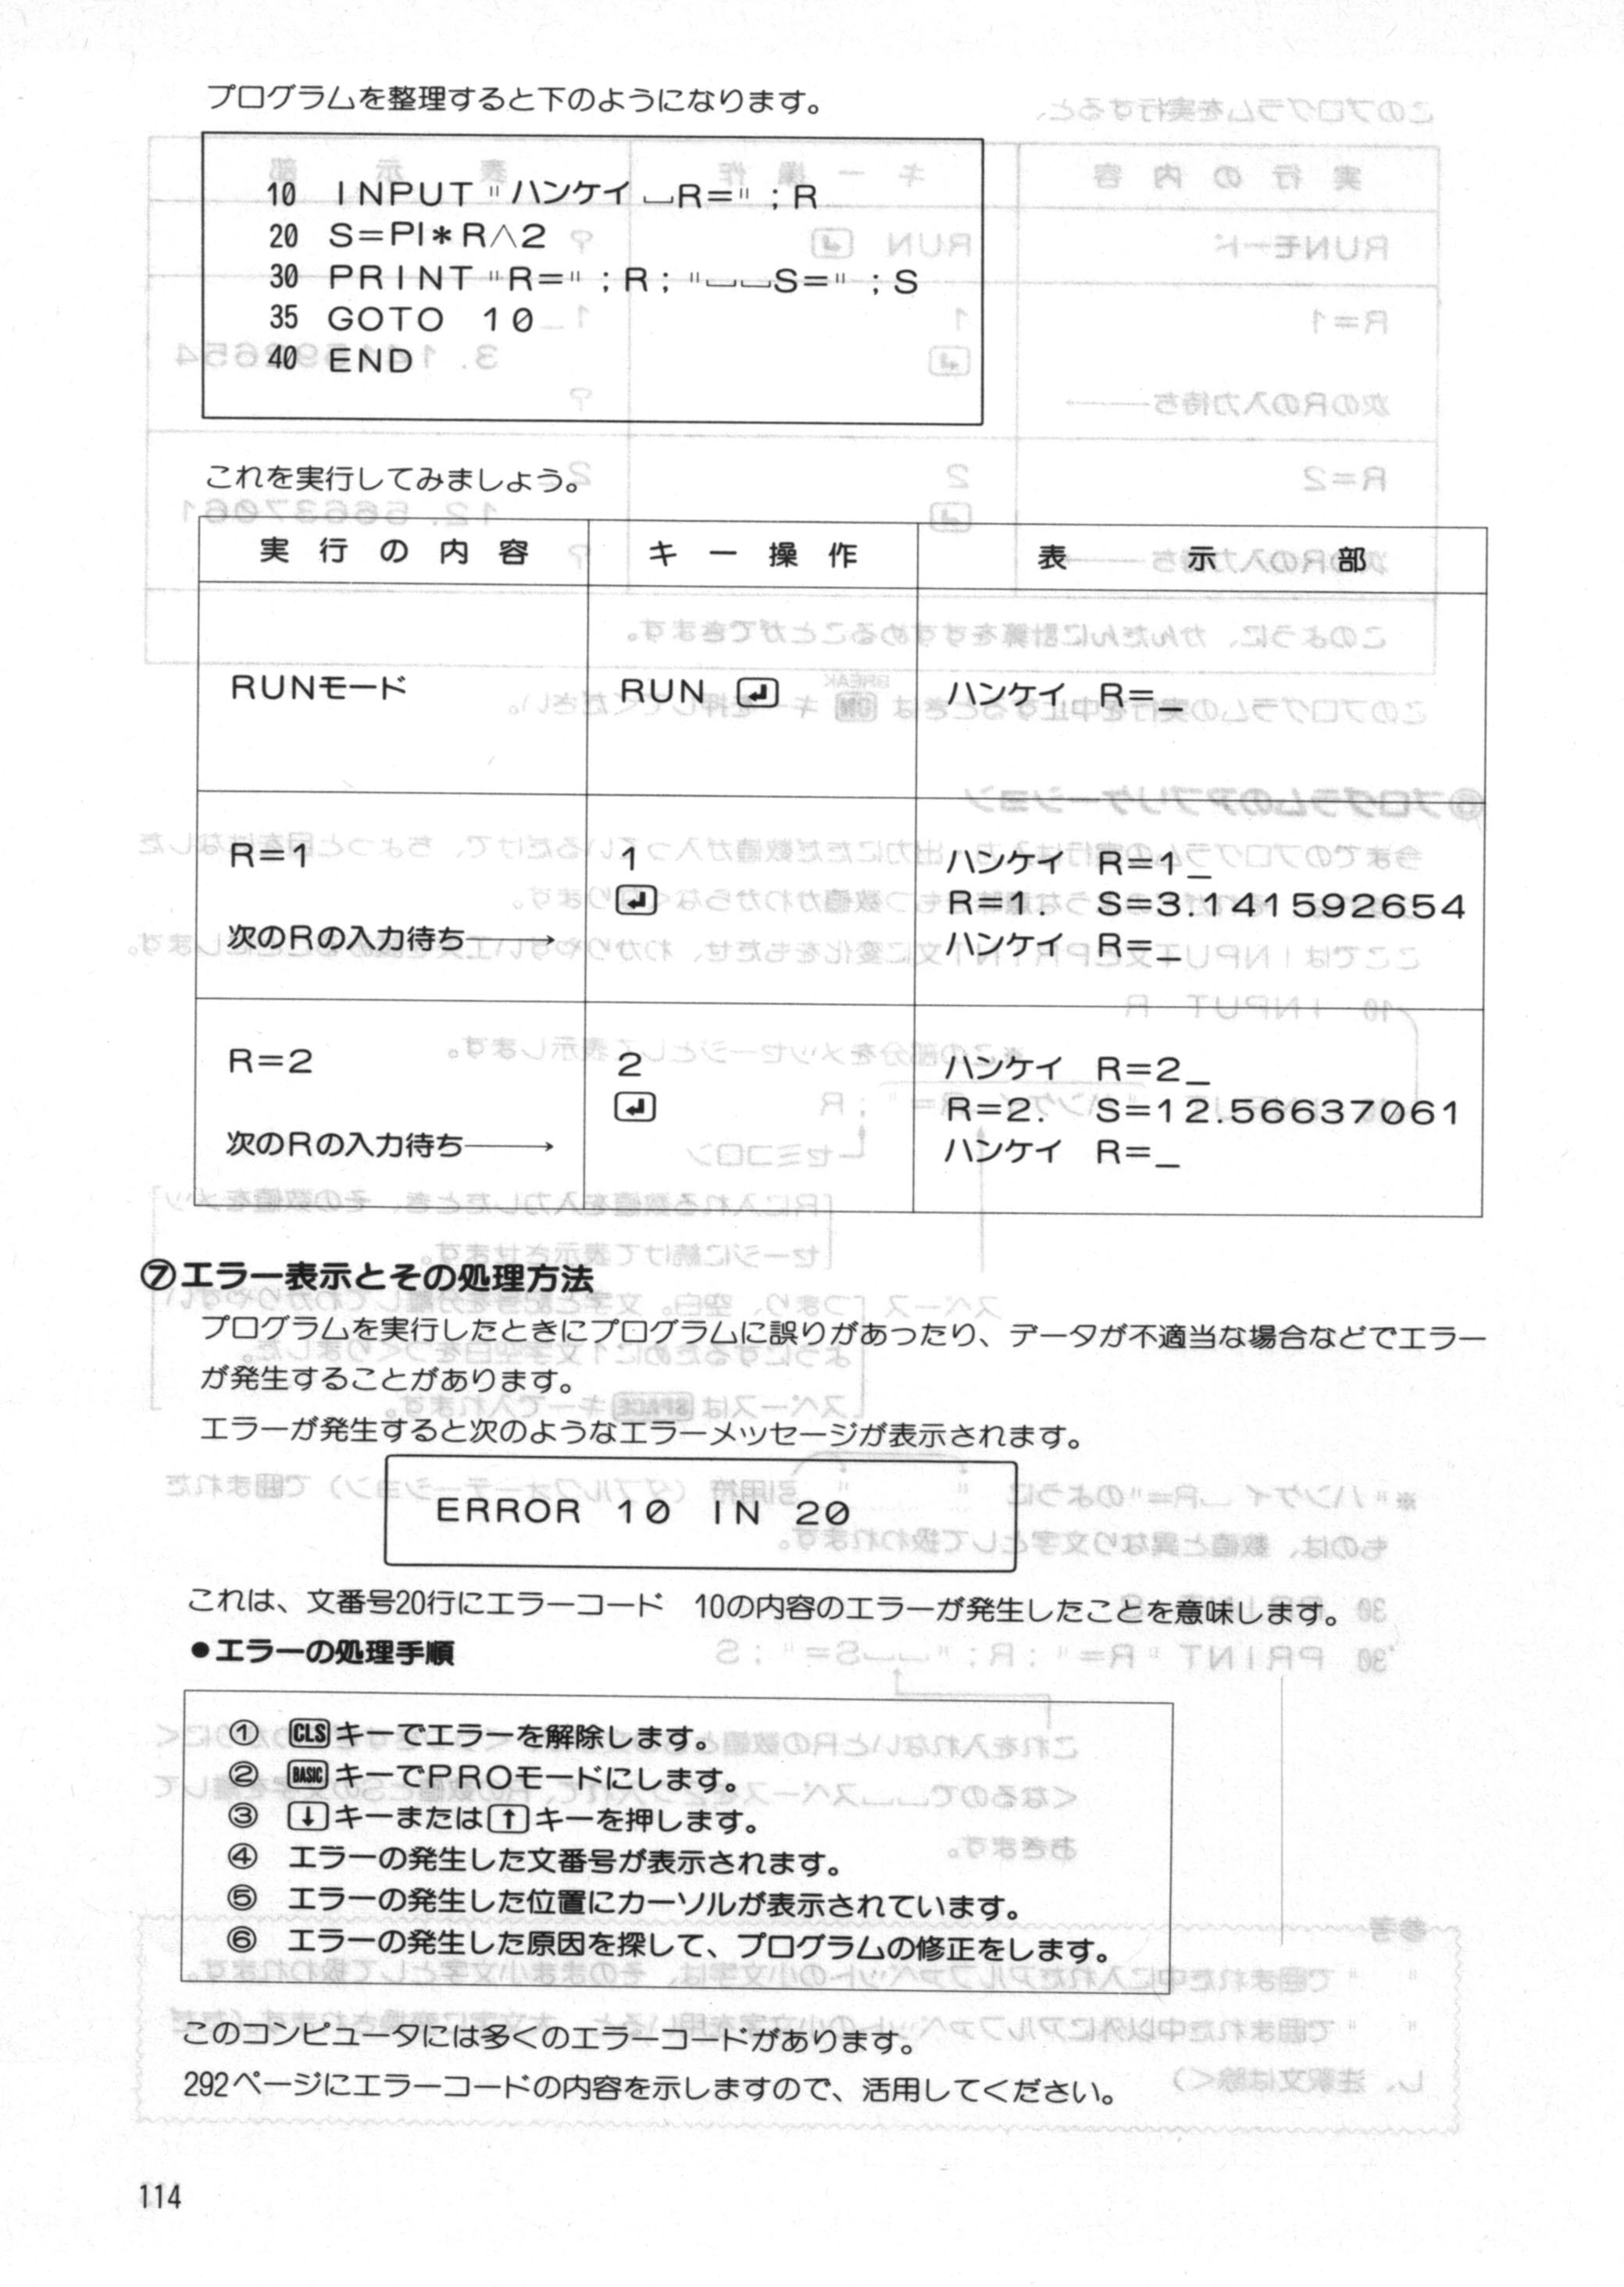 プログラムを整理すると下のようになります。
10 INPUT "ハンケイ␣R=" ; R
20 S=PI*R∧2
30 PRINT "R=" ; R ; "␣␣S=" ; S
35 GOTO 10
40 END
これを実行してみましょう。
実行の内容 キー操作 表示部
RUNモード RUN ↵ ハンケイ R=_
R=1 1 ハンケイ R=1_
↵ R=1. S=3.141592654
次のRの入力待ち→ ハンケイ R=_
R=2 2 ハンケイ R=2_
↵ R=2. S=12.56637061
次のRの入力待ち→ ハンケイ R=_
⑦エラー表示とその処理方法
プログラムを実行したときにプログラムに誤りがあったり、データが不適当な場合などでエラー
が発生することがあります。
エラーが発生すると次のようなエラーメッセージが表示されます。
ERROR 10 IN 20
これは、文番号20行にエラーコード 10の内容のエラーが発生したことを意味します。
●エラーの処理手順
① CLSキーでエラーを解除します。
② BASICキーでPROモードにします。
③ ↓キーまたは↑キーを押します。
④ エラーの発生した文番号が表示されます。
⑤ エラーの発生した位置にカーソルが表示されています。
⑥ エラーの発生した原因を探して、プログラムの修正をします。
このコンピュータには多くのエラーコードがあります。
292ページにエラーコードの内容を示しますので、活用してください。
114